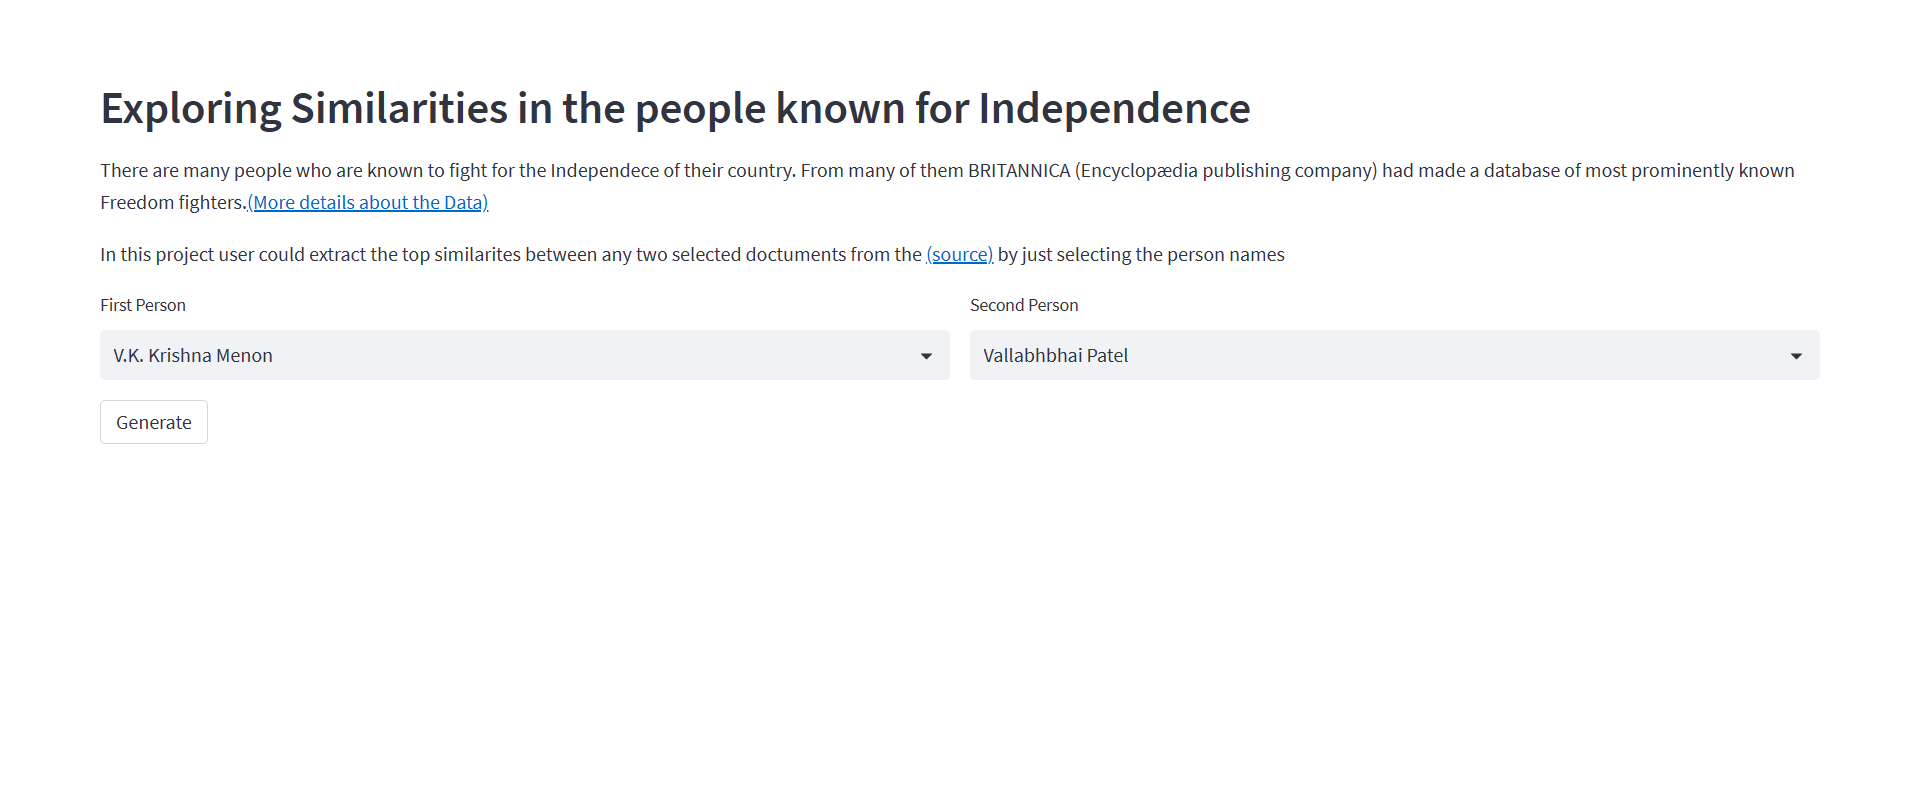 Exploring Similarities in the people known for Independence
There are many people who are known to fight for the Independece of their country. From many of them BRITANNICA (Encyclopædia publishing company) had made a database of most prominently known
Freedom fighters.(More details about the Data)
In this project user could extract the top similarites between any two selected doctuments from the (source) by just selecting the person names
First Person
Second Person
V.K. Krishna Menon
Vallabhbhai Patel
Generate